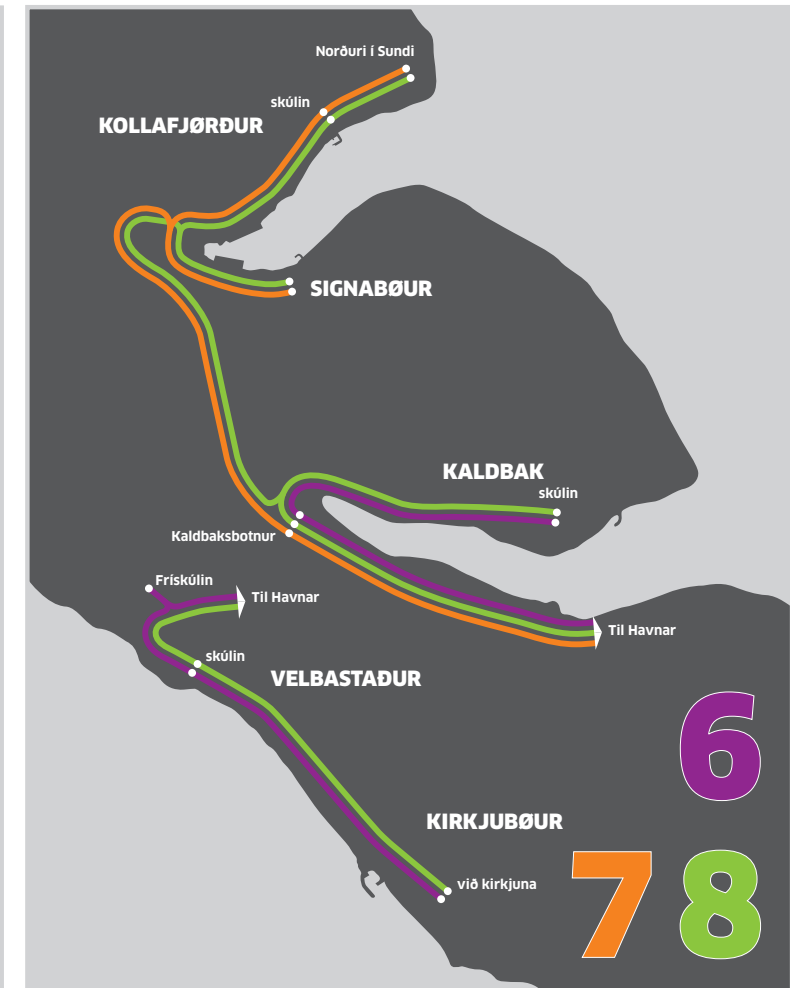 Norðuri í Sundi
skúlin
KOLLAFJØRÐUR
SIGNABØUR
KALDBAK
skúlin
Kaldbaksbotnur
Frískúlin
Til Havnar
Til Havnar
skúlin
VELBASTAÐUR
6
KIRKJUBØUR
við kirkjuna
7 8